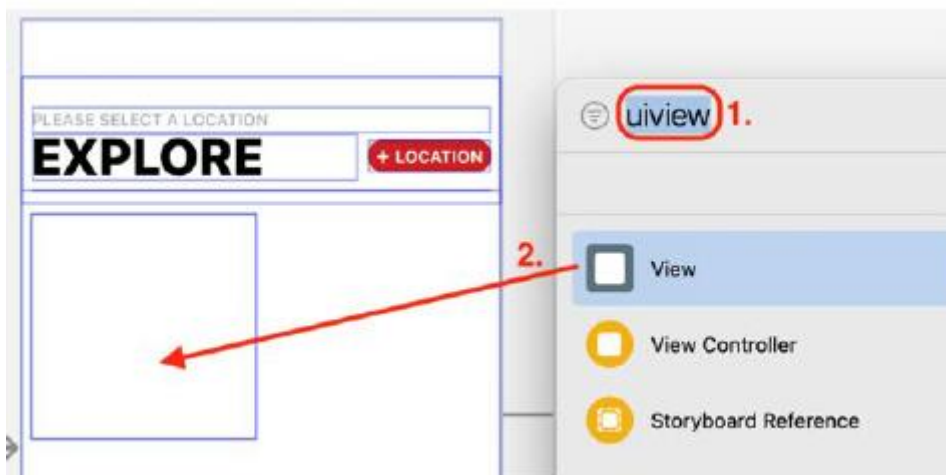 PLEASE SELECT A LOCATION
EXPLORE
+ LOCATION
uiview 1.
2.
View
View Controller
Storyboard Reference